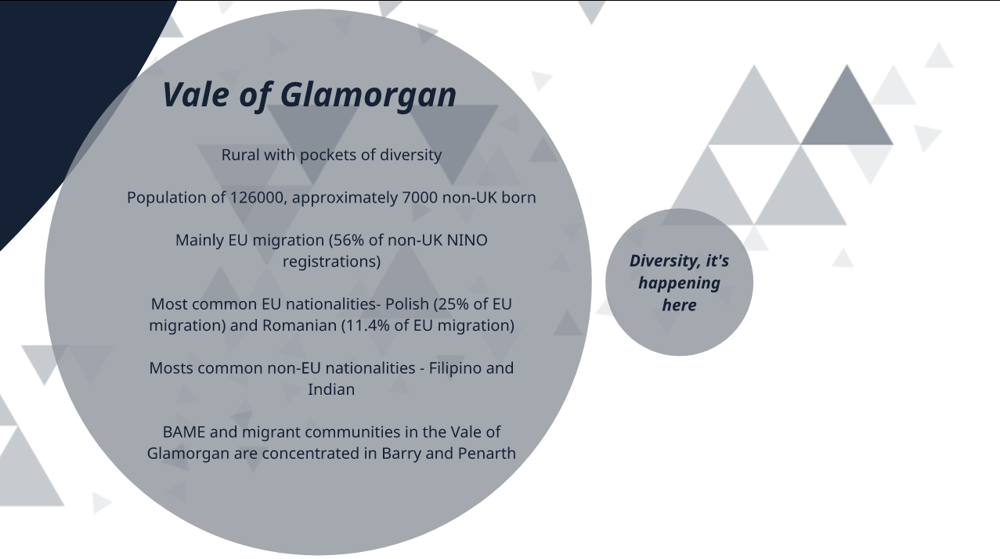 Vale of Glamorgan
Rural with pockets of diversity
Population of 126000, approximately 7000 non-UK born
Mainly EU migration (56% of non-UK NINO
registrations)
Most common EU nationalities- Polish (25% of EU
migration) and Romanian (11.4% of EU migration)
Mosts common non-EU nationalities - Filipino and
Indian
BAME and migrant communities in the Vale of
Glamorgan are concentrated in Barry and Penarth
Diversity, it's
happening
here